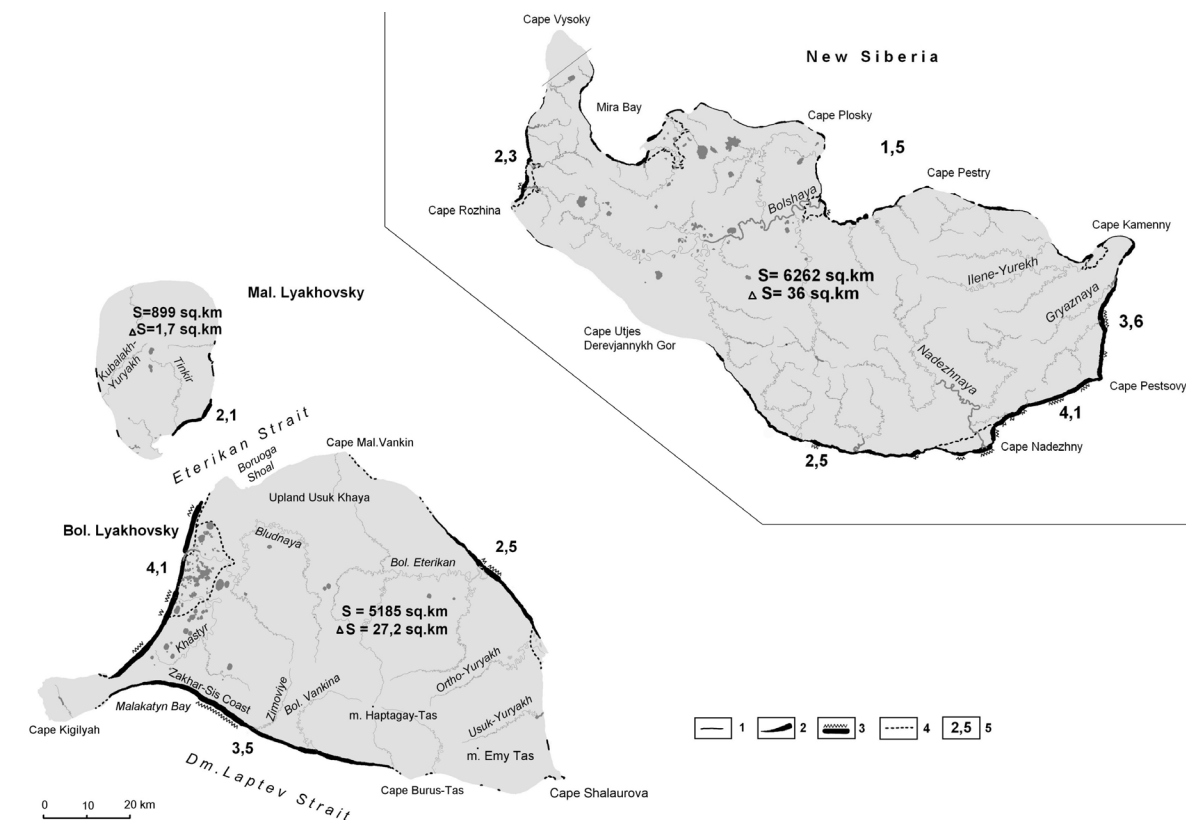 Cape Vysoky
New Siberia
Mira Bay
Cape Plosky
1,5
2,3
Cape Pestry
Bolshaya
Cape Rozhina
Cape Kamenny
Ilene-Yurekh
S= 6262 sq.km
△ S= 36 sq.km
Gryaznaya
3,6
Cape Utjes
Derevjannykh Gor
Nadezhnaya
Cape Pestsovy
4,1
Cape Nadezhny
2,5
Mal. Lyakhovsky
S=899 sq.km
△S=1,7 sq.km
Kubalakh-
Yuryakh
Tinkir
2,1
Eterikan Strait
Cape Mal.Vankin
Boruoga
Shoal
Upland Usuk Khaya
Bol. Lyakhovsky
Bludnaya
2,5
4,1
Bol. Eterikan
S = 5185 sq.km
△S = 27,2 sq.km
Khastyr
Ortho-Yuryakh
Zakhar-Sis Coast
Zimoviye
Bol. Vankina
Malakatyn Bay
m. Haptagay-Tas
Usuk-Yuryakh
Cape Kigilyah
3,5
m. Emy Tas
Dm. Laptev Strait
Cape Burus-Tas
Cape Shalaurova
1 2 3 4 2,5 5
0 10 20 km